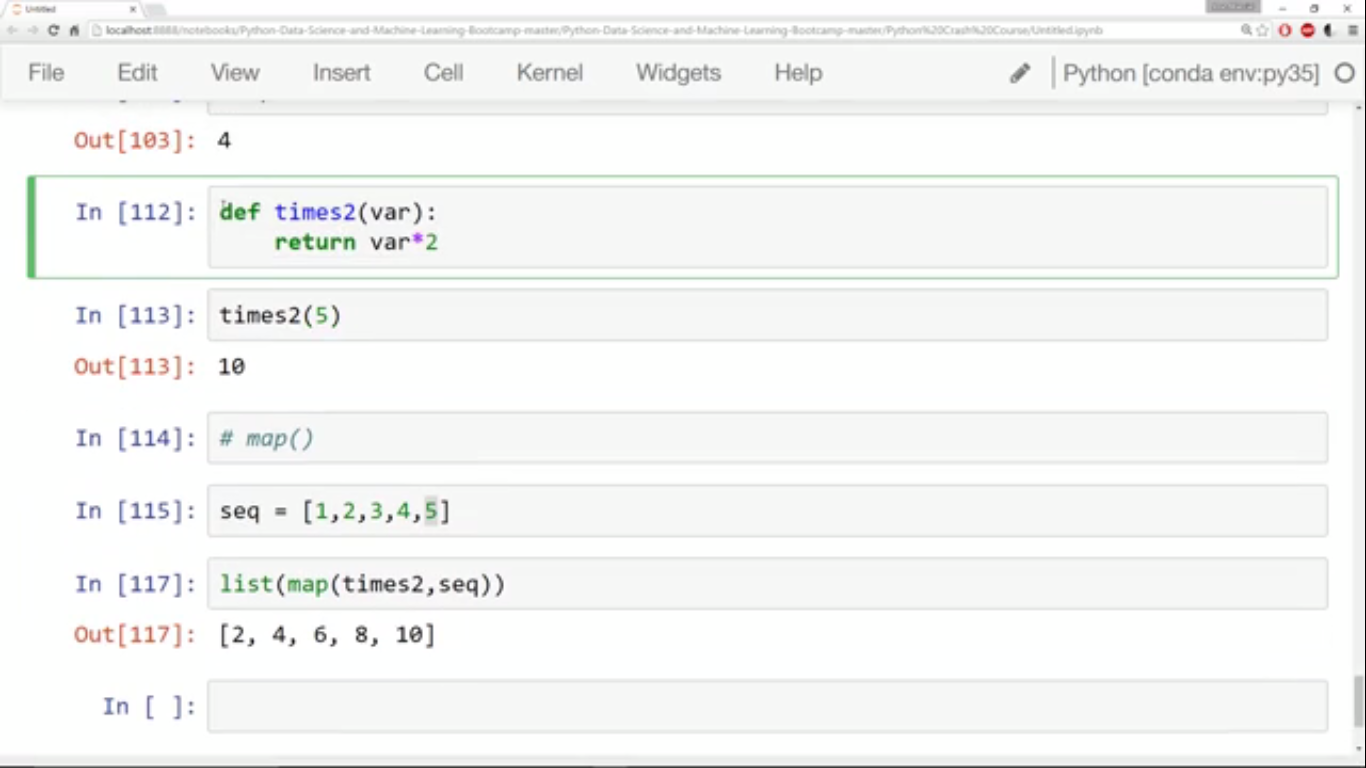 Untitled
localhost:8888/notebooks/Python-Data-Science-and-Machine-Learning-Bootcamp-master/Python-Data-Science-and-Machine-Learning-Bootcamp-master/Python%20Crash%20Course/Untitled.ipynb
File Edit View Insert Cell Kernel Widgets Help Python [conda env:py35]
Out[103]: 4
In [112]: def times2(var):
return var*2
In [113]: times2(5)
Out[113]: 10
In [114]: # map()
In [115]: seq = [1,2,3,4,5]
In [117]: list(map(times2,seq))
Out[117]: [2, 4, 6, 8, 10]
In [ ]: